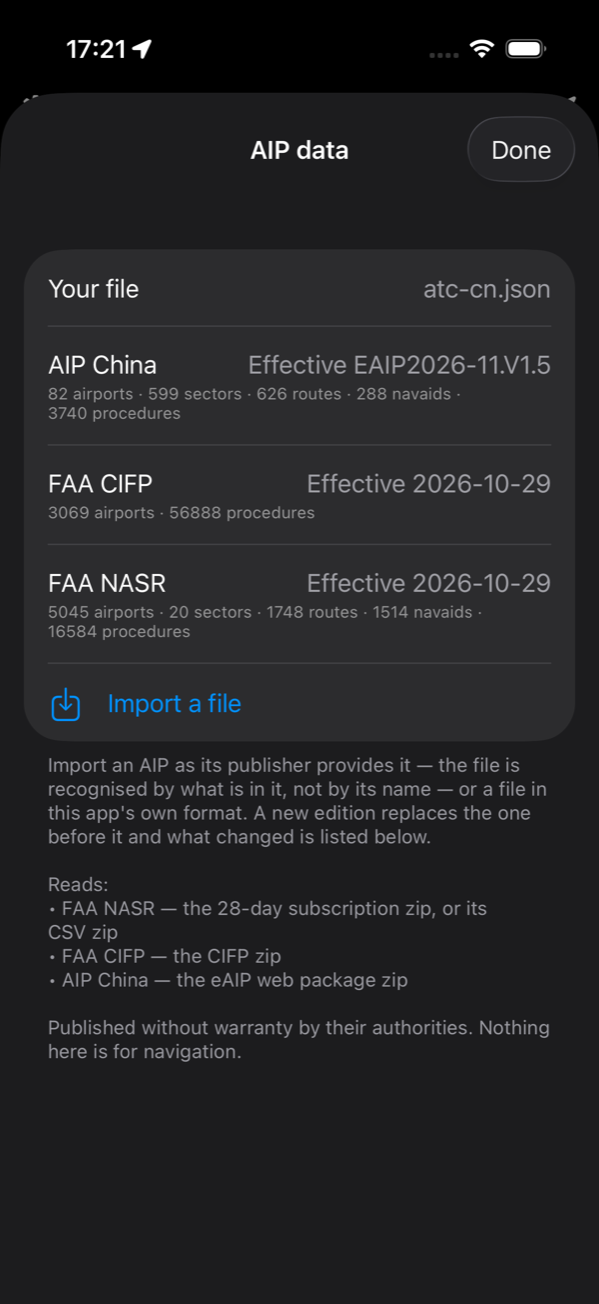 17:21
AIP data
Done
Your file
atc-cn.json
AIP China
Effective EAIP2026-11.V1.5
82 airports · 599 sectors · 626 routes · 288 navaids ·
3740 procedures
FAA CIFP
Effective 2026-10-29
3069 airports · 56888 procedures
FAA NASR
Effective 2026-10-29
5045 airports · 20 sectors · 1748 routes · 1514 navaids ·
16584 procedures
Import a file
Import an AIP as its publisher provides it — the file is
recognised by what is in it, not by its name — or a file in
this app's own format. A new edition replaces the one
before it and what changed is listed below.
Reads:
• FAA NASR — the 28-day subscription zip, or its
CSV zip
• FAA CIFP — the CIFP zip
• AIP China — the eAIP web package zip
Published without warranty by their authorities. Nothing
here is for navigation.